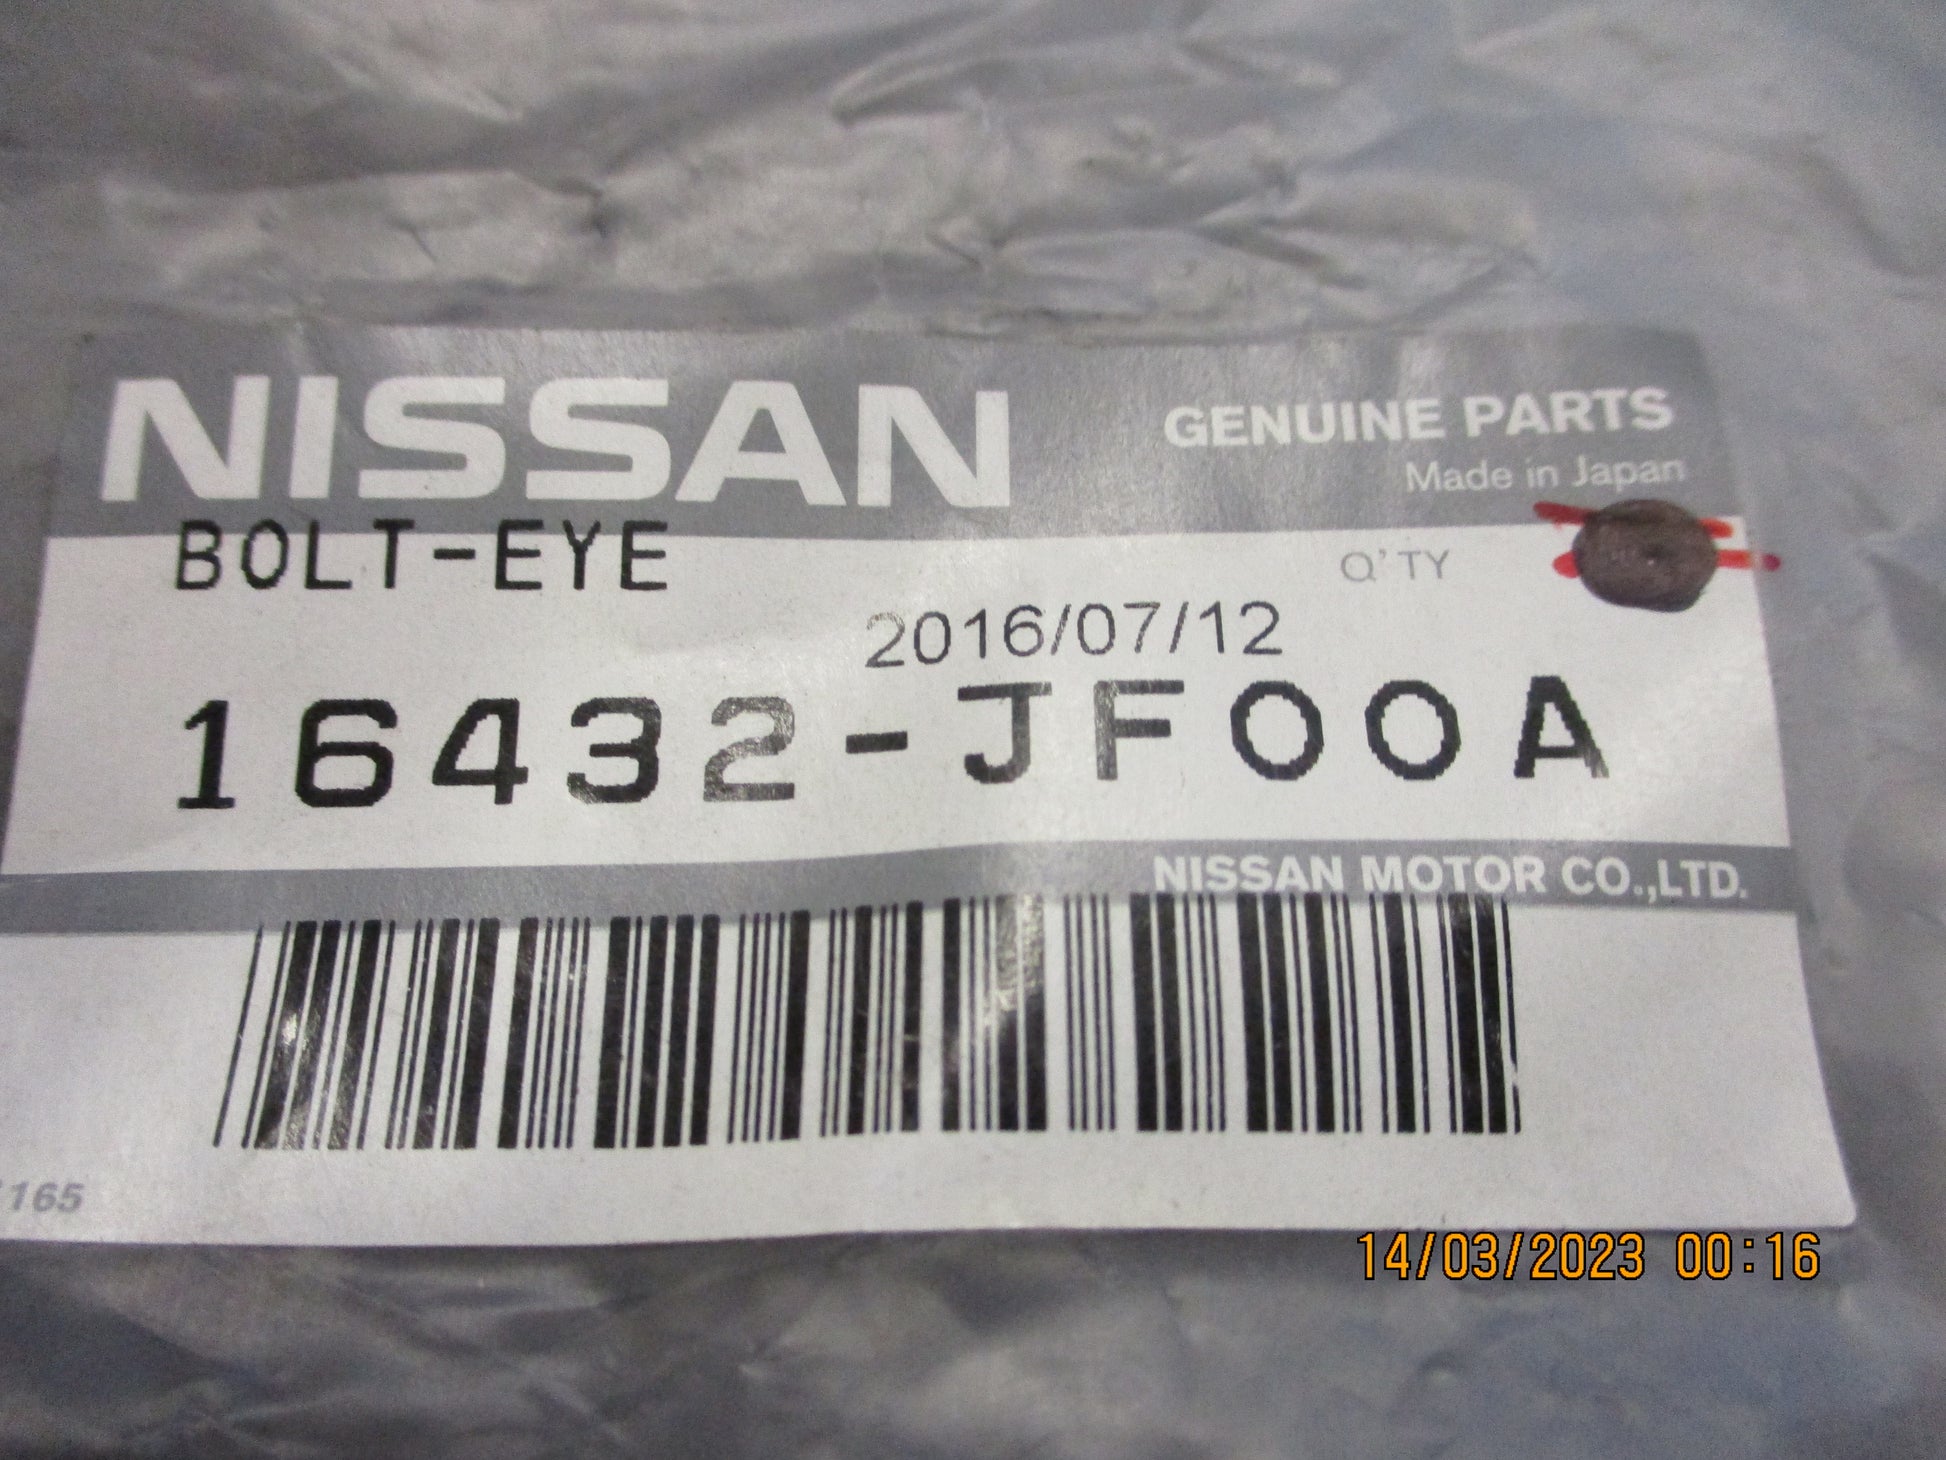 NISSAN
GENUINE PARTS
Made in Japan
BOLT-EYE
Q'TY
2016/07/12
16432-JF00A
NISSAN MOTOR CO.,LTD.
165
14/03/2023 00:16